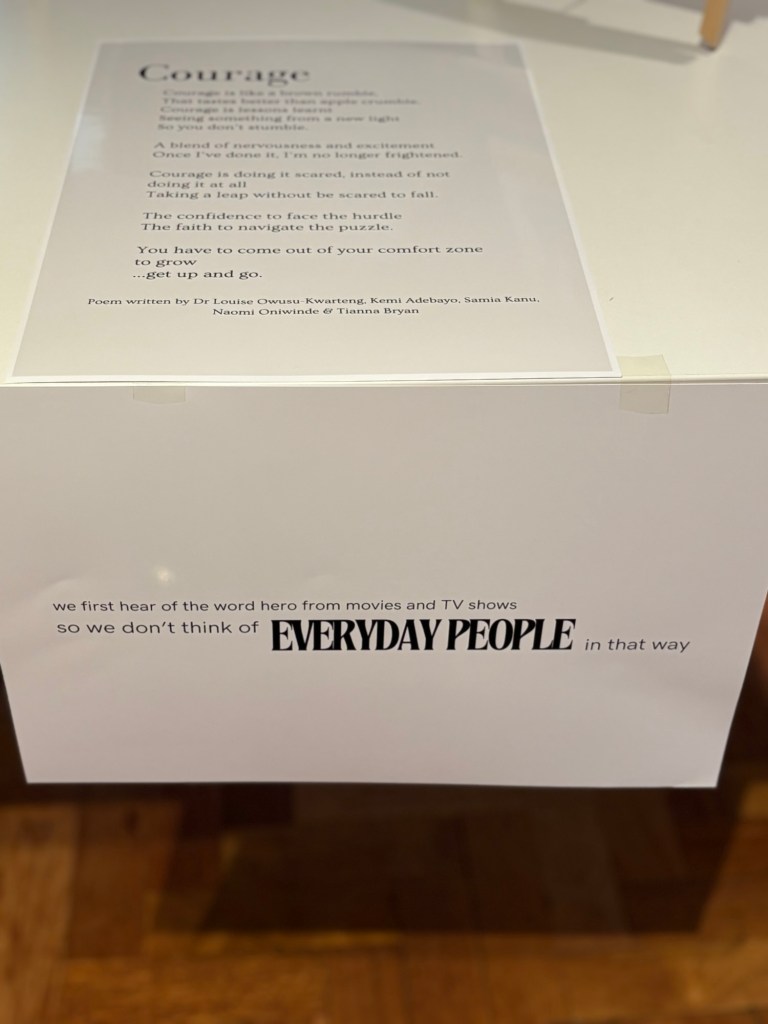 Courage
Courage is like a brown rumble.
That tastes better than apple crumble.
Courage is lessons learnt
Seeing something from a new light
So you don't stumble.
A blend of nervousness and excitement
Once I've done it, I'm no longer frightened.
Courage is doing it scared, instead of not
doing it at all
Taking a leap without be scared to fall.
The confidence to face the hurdle
The faith to navigate the puzzle.
You have to come out of your comfort zone
to grow
...get up and go.
Poem written by Dr Louise Owusu-Kwarteng, Kemi Adebayo, Samia Kanu,
Naomi Oniwinde & Tianna Bryan
we first hear of the word hero from movies and TV shows
so we don't think of EVERYDAY PEOPLE in that way